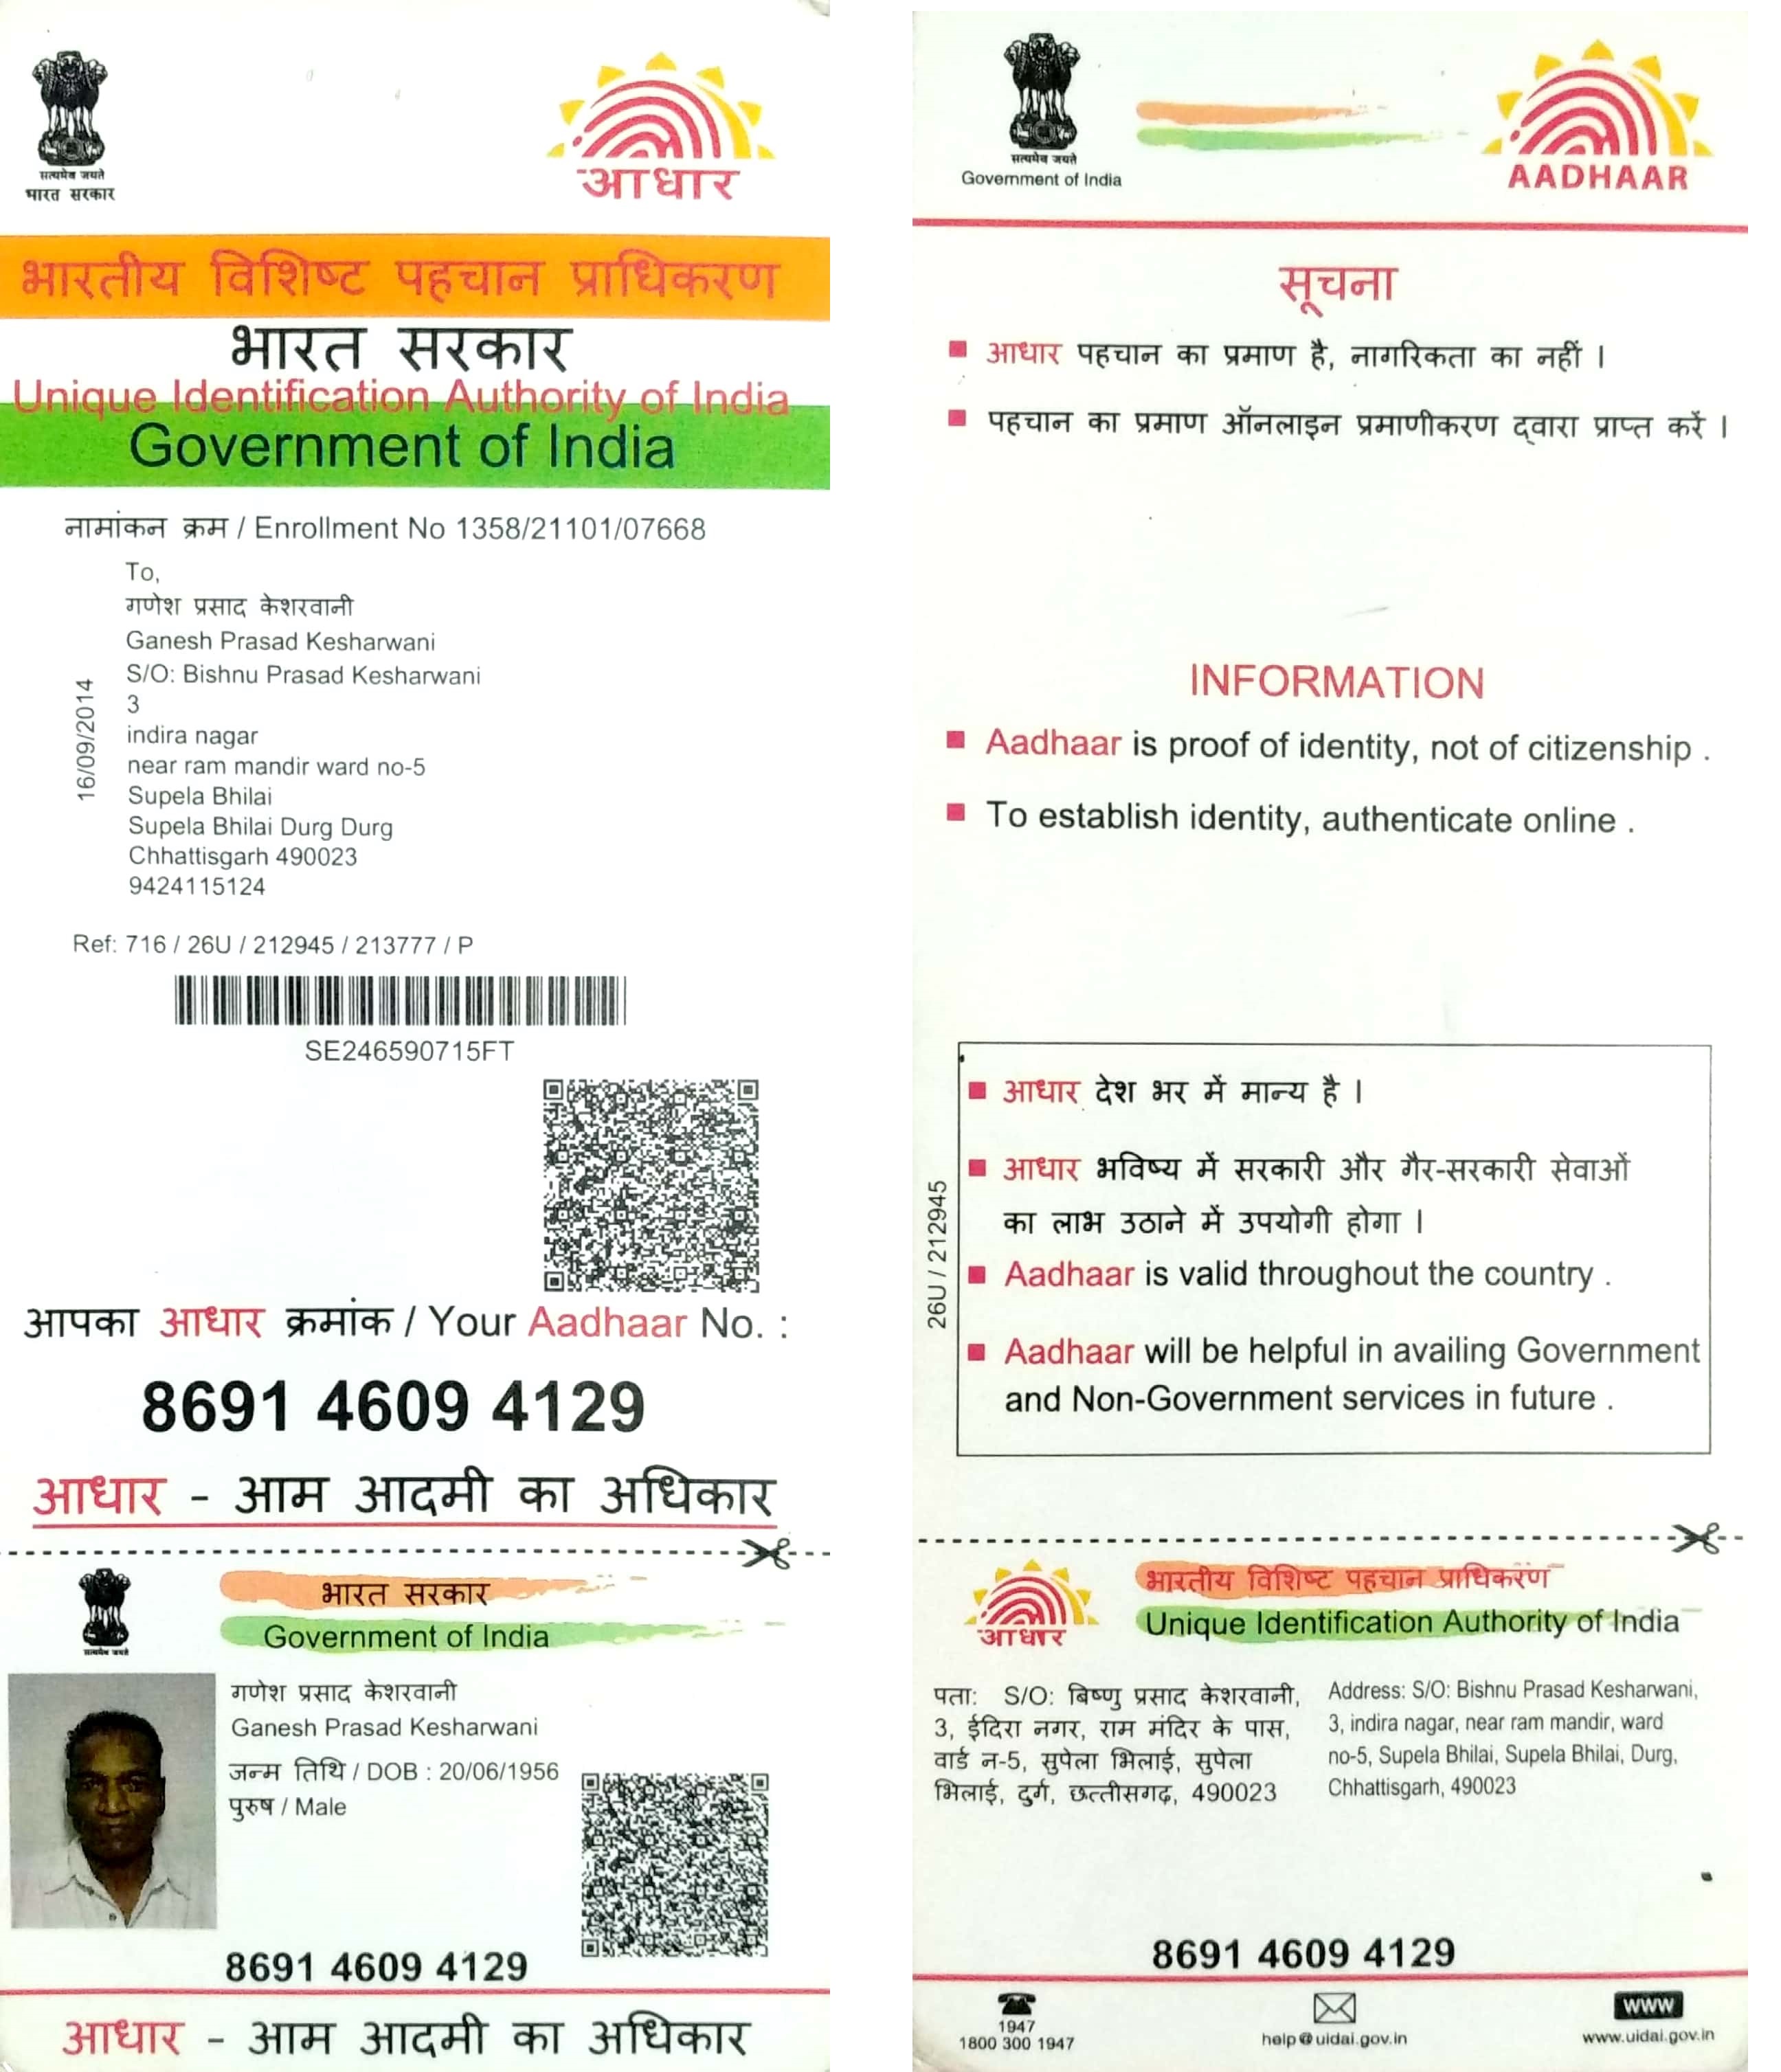 सत्यमेव जयते
भारत सरकार
आधार
भारतीय विशिष्ट पहचान प्राधिकरण
भारत सरकार
Unique Identification Authority of India
Government of India
नामांकन क्रम / Enrollment No 1358/21101/07668
To,
गणेश प्रसाद केशरवानी
Ganesh Prasad Kesharwani
S/O: Bishnu Prasad Kesharwani
3
indira nagar
near ram mandir ward no-5
Supela Bhilai
Supela Bhilai Durg Durg
Chhattisgarh 490023
9424115124
16/09/2014
Ref: 716 / 26U / 212945 / 213777 / P
SE246590715FT
आपका आधार क्रमांक / Your Aadhaar No. :
8691 4609 4129
आधार - आम आदमी का अधिकार
सत्यमेव जयते
भारत सरकार
Government of India
गणेश प्रसाद केशरवानी
Ganesh Prasad Kesharwani
जन्म तिथि / DOB : 20/06/1956
पुरुष / Male
8691 4609 4129
आधार - आम आदमी का अधिकार
सत्यमेव जयते
Government of India
AADHAAR
सूचना
आधार पहचान का प्रमाण है, नागरिकता का नहीं ।
पहचान का प्रमाण ऑनलाइन प्रमाणीकरण द्वारा प्राप्त करें ।
INFORMATION
Aadhaar is proof of identity, not of citizenship .
To establish identity, authenticate online .
आधार देश भर में मान्य है ।
आधार भविष्य में सरकारी और गैर-सरकारी सेवाओं
का लाभ उठाने में उपयोगी होगा ।
Aadhaar is valid throughout the country .
Aadhaar will be helpful in availing Government
and Non-Government services in future .
26U / 212945
आधार
भारतीय विशिष्ट पहचान प्राधिकरण
Unique Identification Authority of India
पता: S/O: बिष्णु प्रसाद केशरवानी,
3, ईदिरा नगर, राम मंदिर के पास,
वार्ड न-5, सुपेला भिलाई, सुपेला
भिलाई, दुर्ग, छत्तीसगढ़, 490023
Address: S/O: Bishnu Prasad Kesharwani,
3, indira nagar, near ram mandir, ward
no-5, Supela Bhilai, Supela Bhilai, Durg,
Chhattisgarh, 490023
8691 4609 4129
1947
1800 300 1947
help@uidai.gov.in
WWW
www.uidai.gov.in